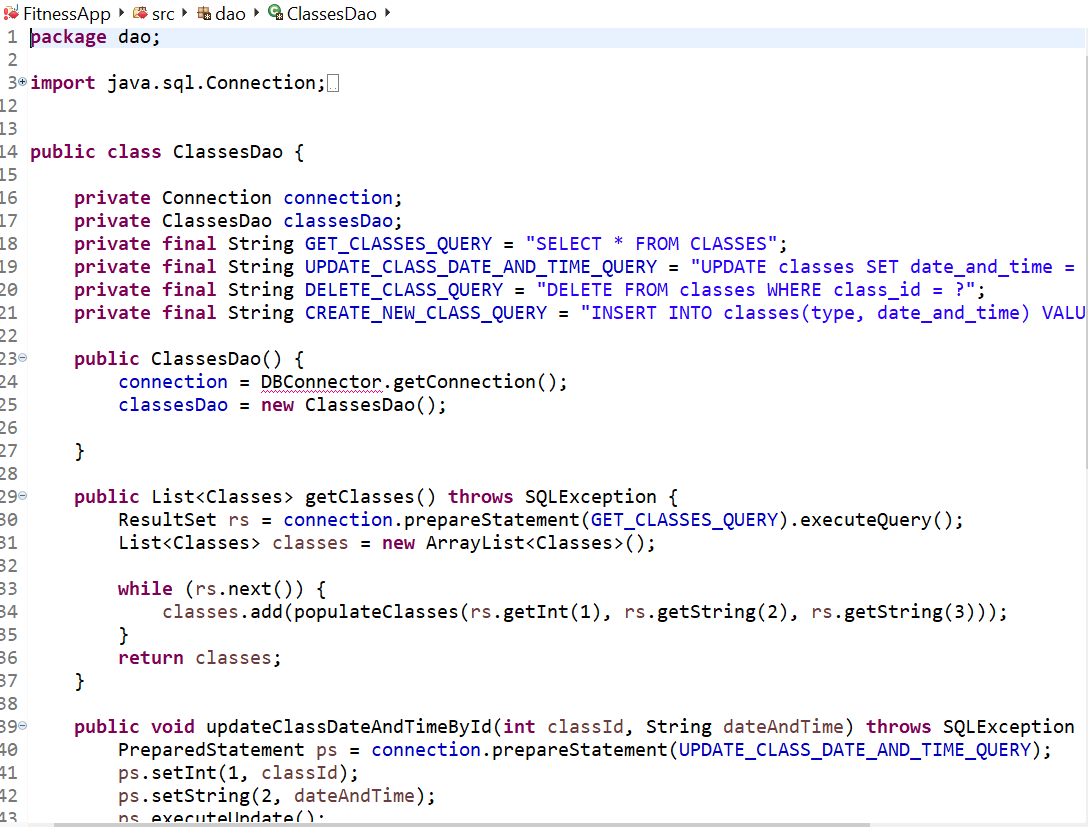 FitnessApp src dao ClassesDao
1 package dao;
2
3 import java.sql.Connection;
12
13
14 public class ClassesDao {
15
16 private Connection connection;
17 private ClassesDao classesDao;
18 private final String GET_CLASSES_QUERY = "SELECT * FROM CLASSES";
19 private final String UPDATE_CLASS_DATE_AND_TIME_QUERY = "UPDATE classes SET date_and_time =
20 private final String DELETE_CLASS_QUERY = "DELETE FROM classes WHERE class_id = ?";
21 private final String CREATE_NEW_CLASS_QUERY = "INSERT INTO classes(type, date_and_time) VALU
22
23 public ClassesDao() {
24 connection = DBConnector.getConnection();
25 classesDao = new ClassesDao();
26
27 }
28
29 public List<Classes> getClasses() throws SQLException {
30 ResultSet rs = connection.prepareStatement(GET_CLASSES_QUERY).executeQuery();
31 List<Classes> classes = new ArrayList<Classes>();
32
33 while (rs.next()) {
34 classes.add(populateClasses(rs.getInt(1), rs.getString(2), rs.getString(3)));
35 }
36 return classes;
37 }
38
39 public void updateClassDateAndTimeById(int classId, String dateAndTime) throws SQLException
40 PreparedStatement ps = connection.prepareStatement(UPDATE_CLASS_DATE_AND_TIME_QUERY);
41 ps.setInt(1, classId);
42 ps.setString(2, dateAndTime);
43 ps.executeUpdate();